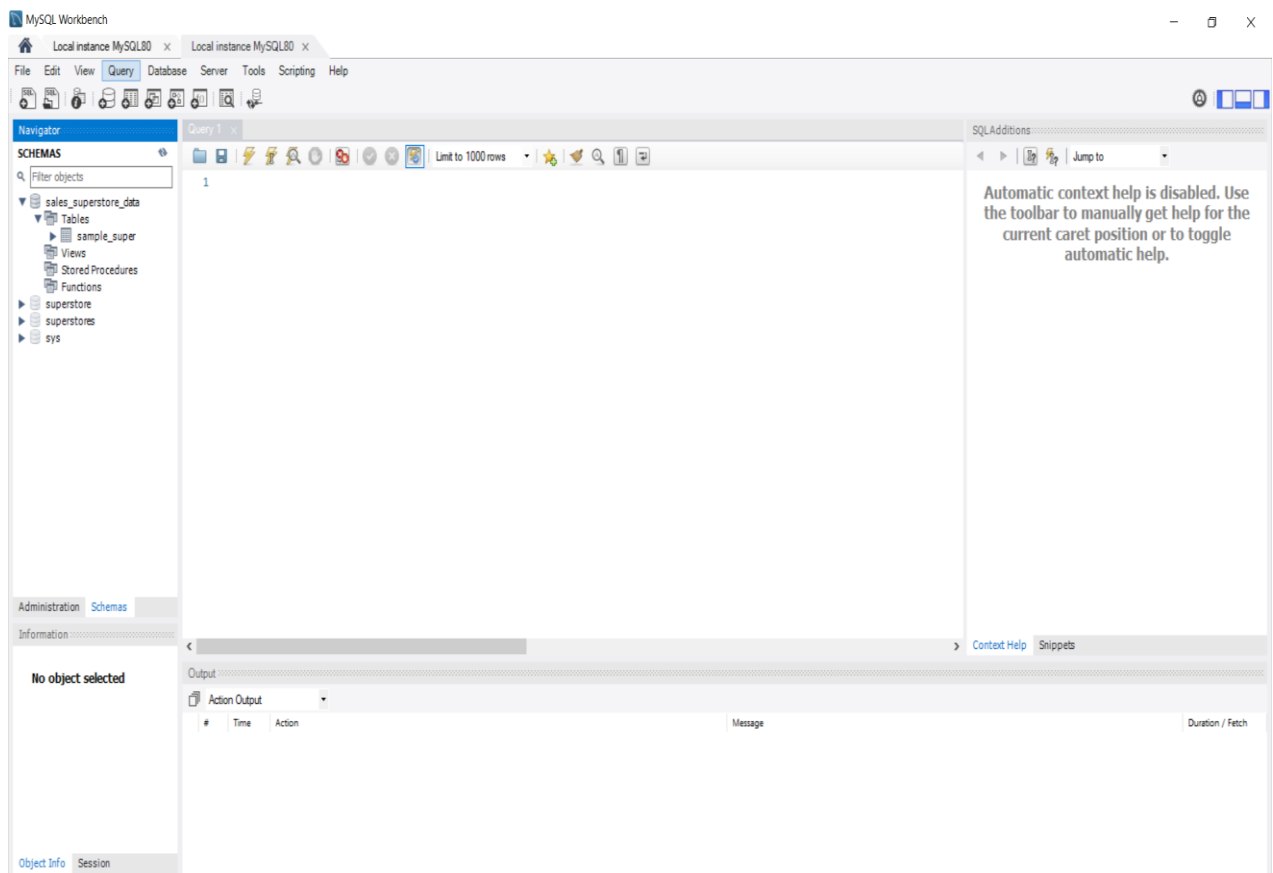 MySQL Workbench
Local instance MySQL80 x Local instance MySQL80 x
File Edit View Query Database Server Tools Scripting Help
Navigator
SCHEMAS
Filter objects
sales_superstore_data
Tables
sample_super
Views
Stored Procedures
Functions
superstore
superstores
sys
Administration Schemas
Information
No object selected
Object Info Session
Query 1 x
Limit to 1000 rows
1
SQLAdditions
Jump to
Automatic context help is disabled. Use
the toolbar to manually get help for the
current caret position or to toggle
automatic help.
Context Help Snippets
Output
Action Output
# Time Action Message Duration / Fetch